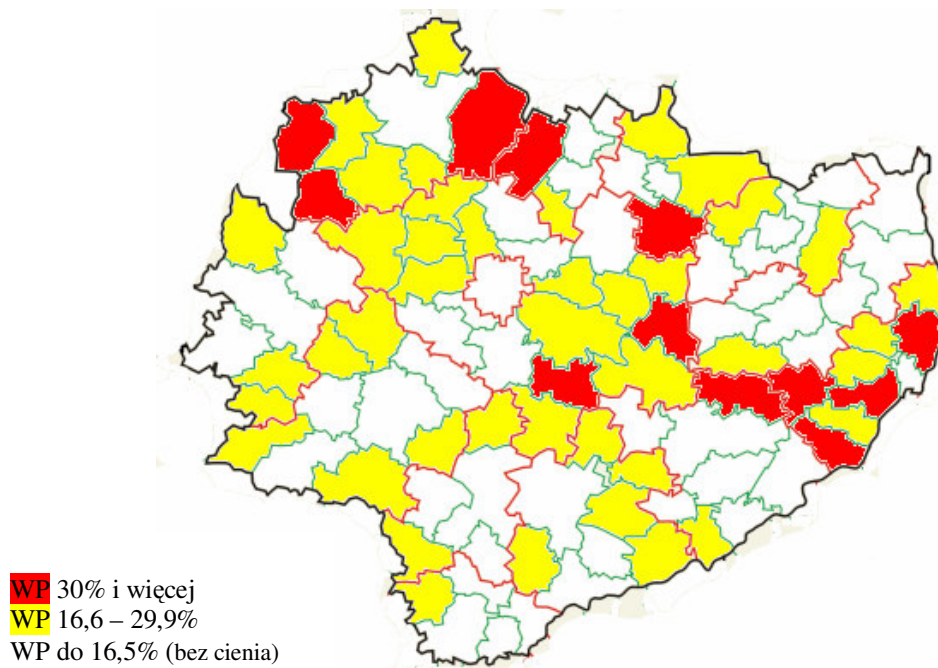 WP 30% i więcej
WP 16,6 – 29,9%
WP do 16,5% (bez cienia)